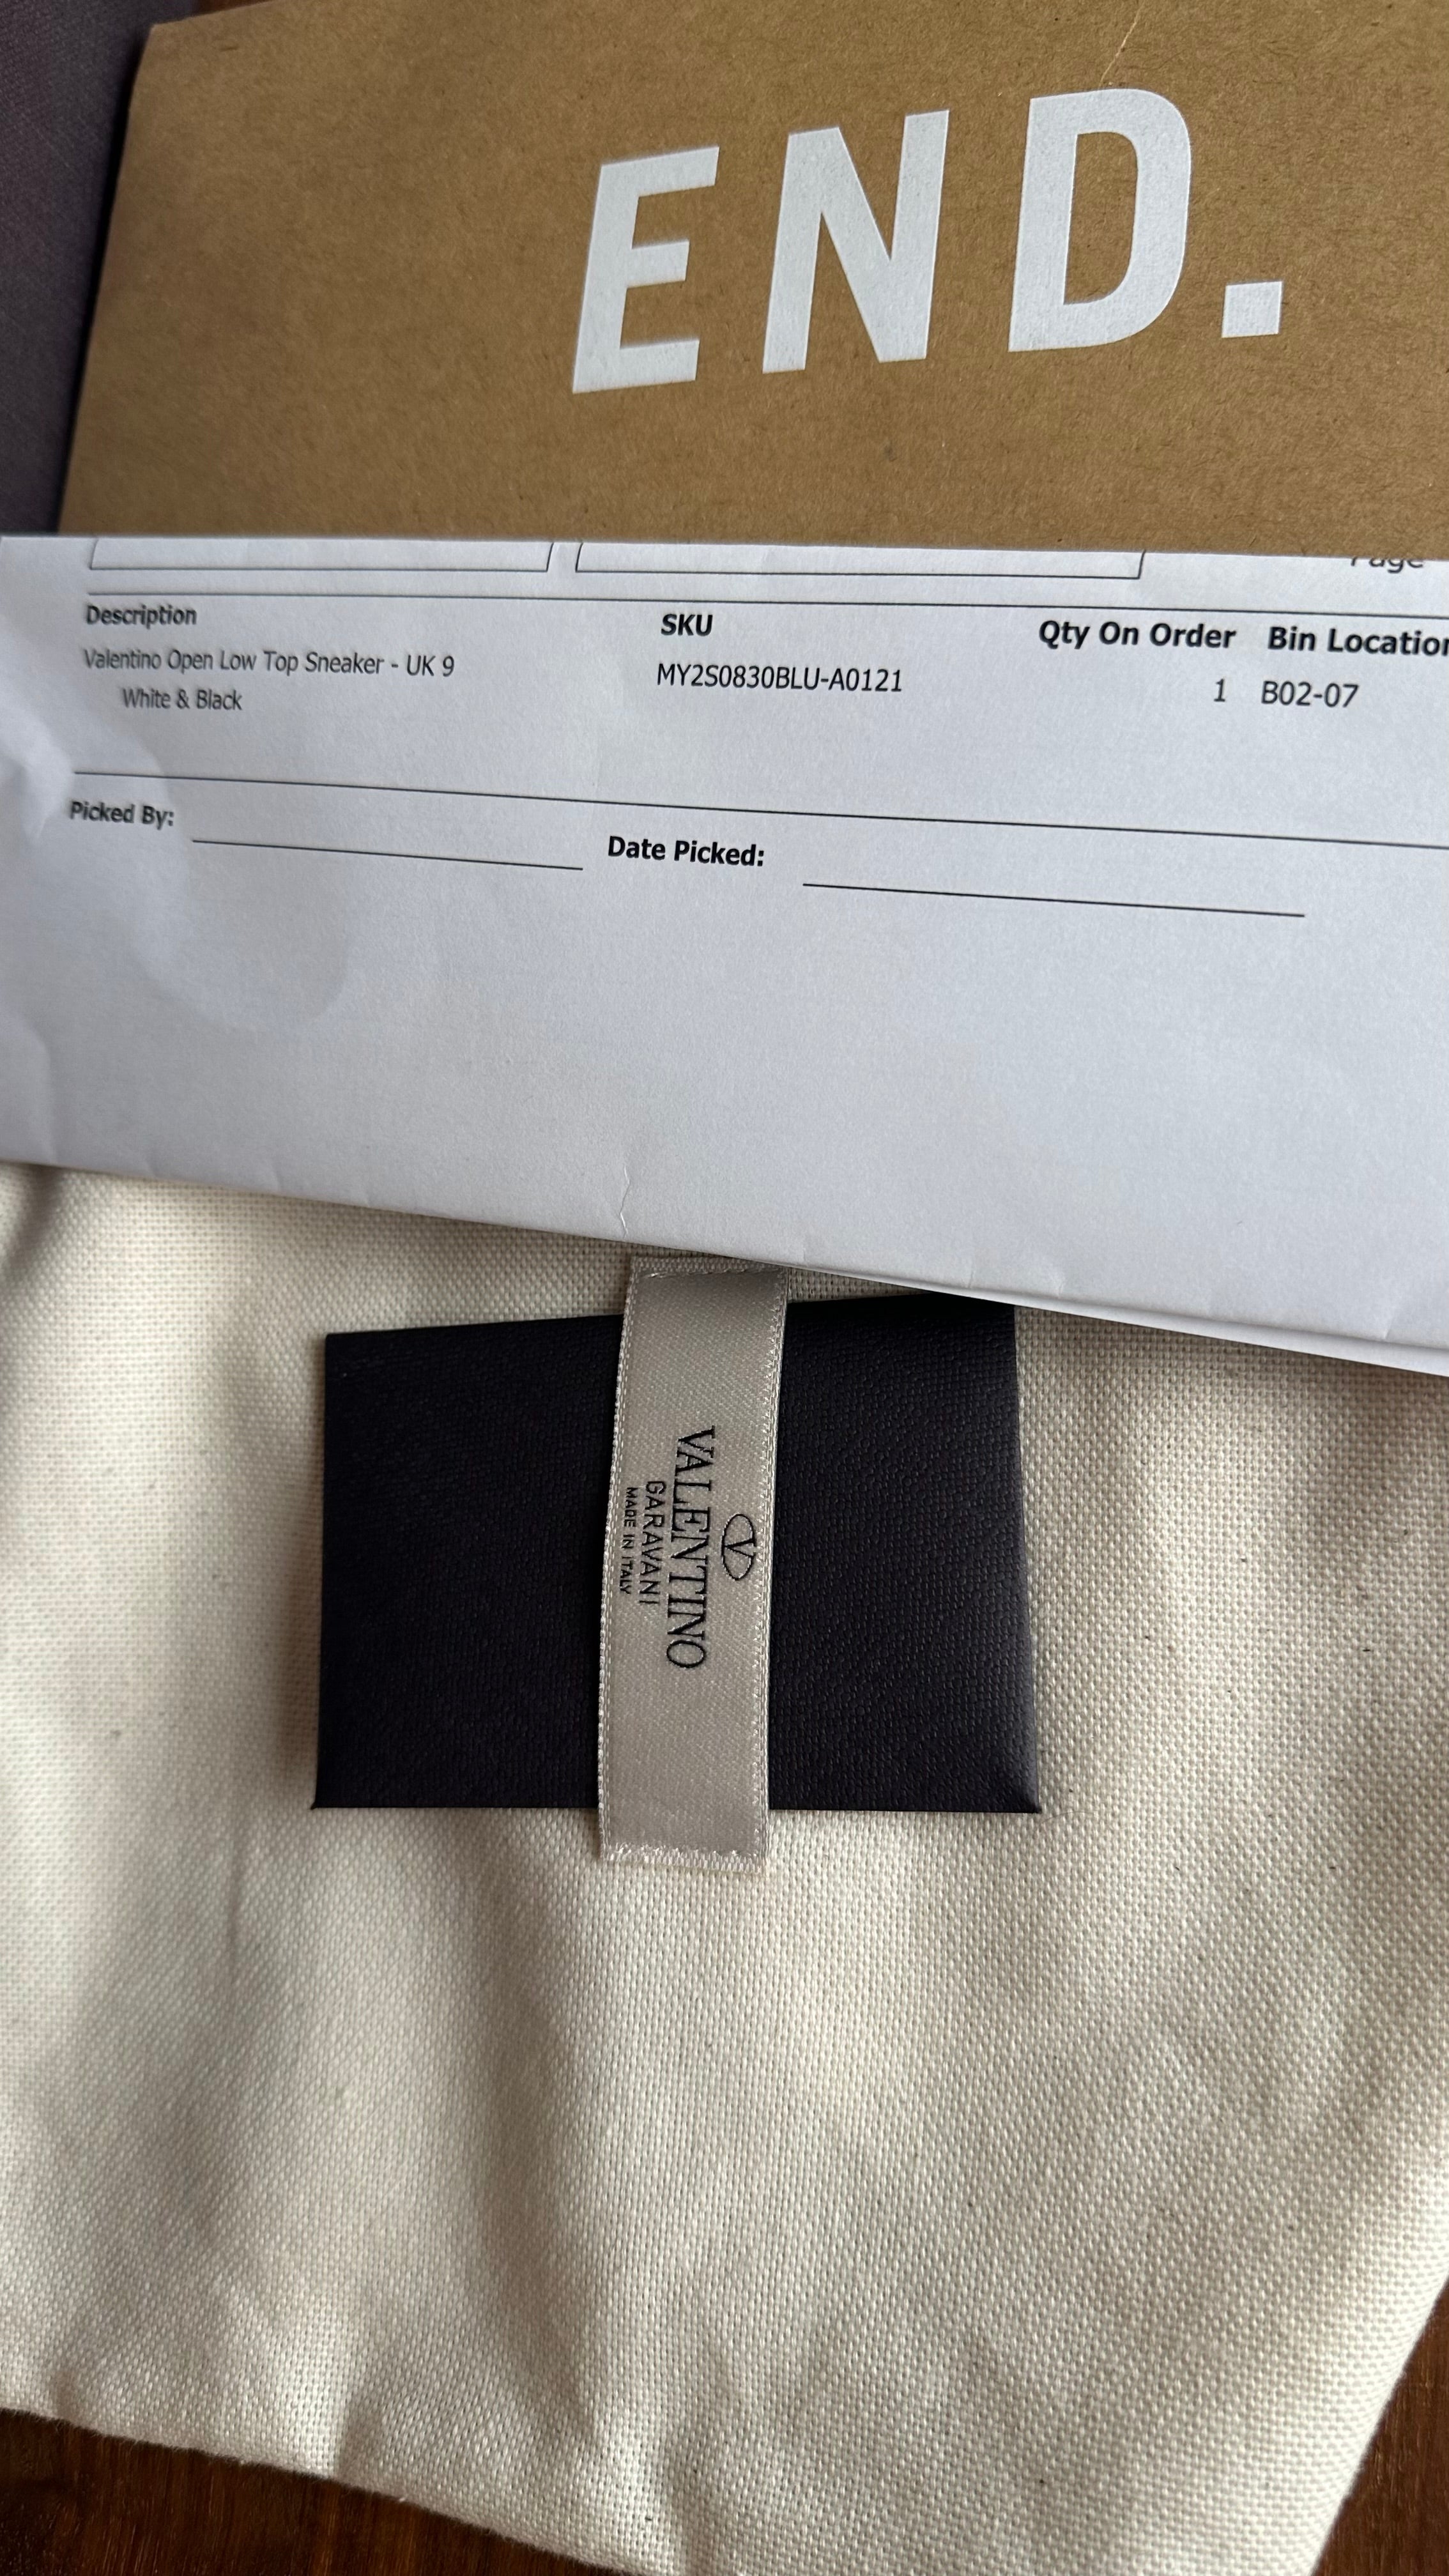 END.
Page
Description SKU Qty On Order Bin Location
Valentino Open Low Top Sneaker - UK 9 MY2S0830BLU-A0121 1 B02-07
White & Black
Picked By:
Date Picked:
V
VALENTINO
GARAVANI
MADE IN ITALY